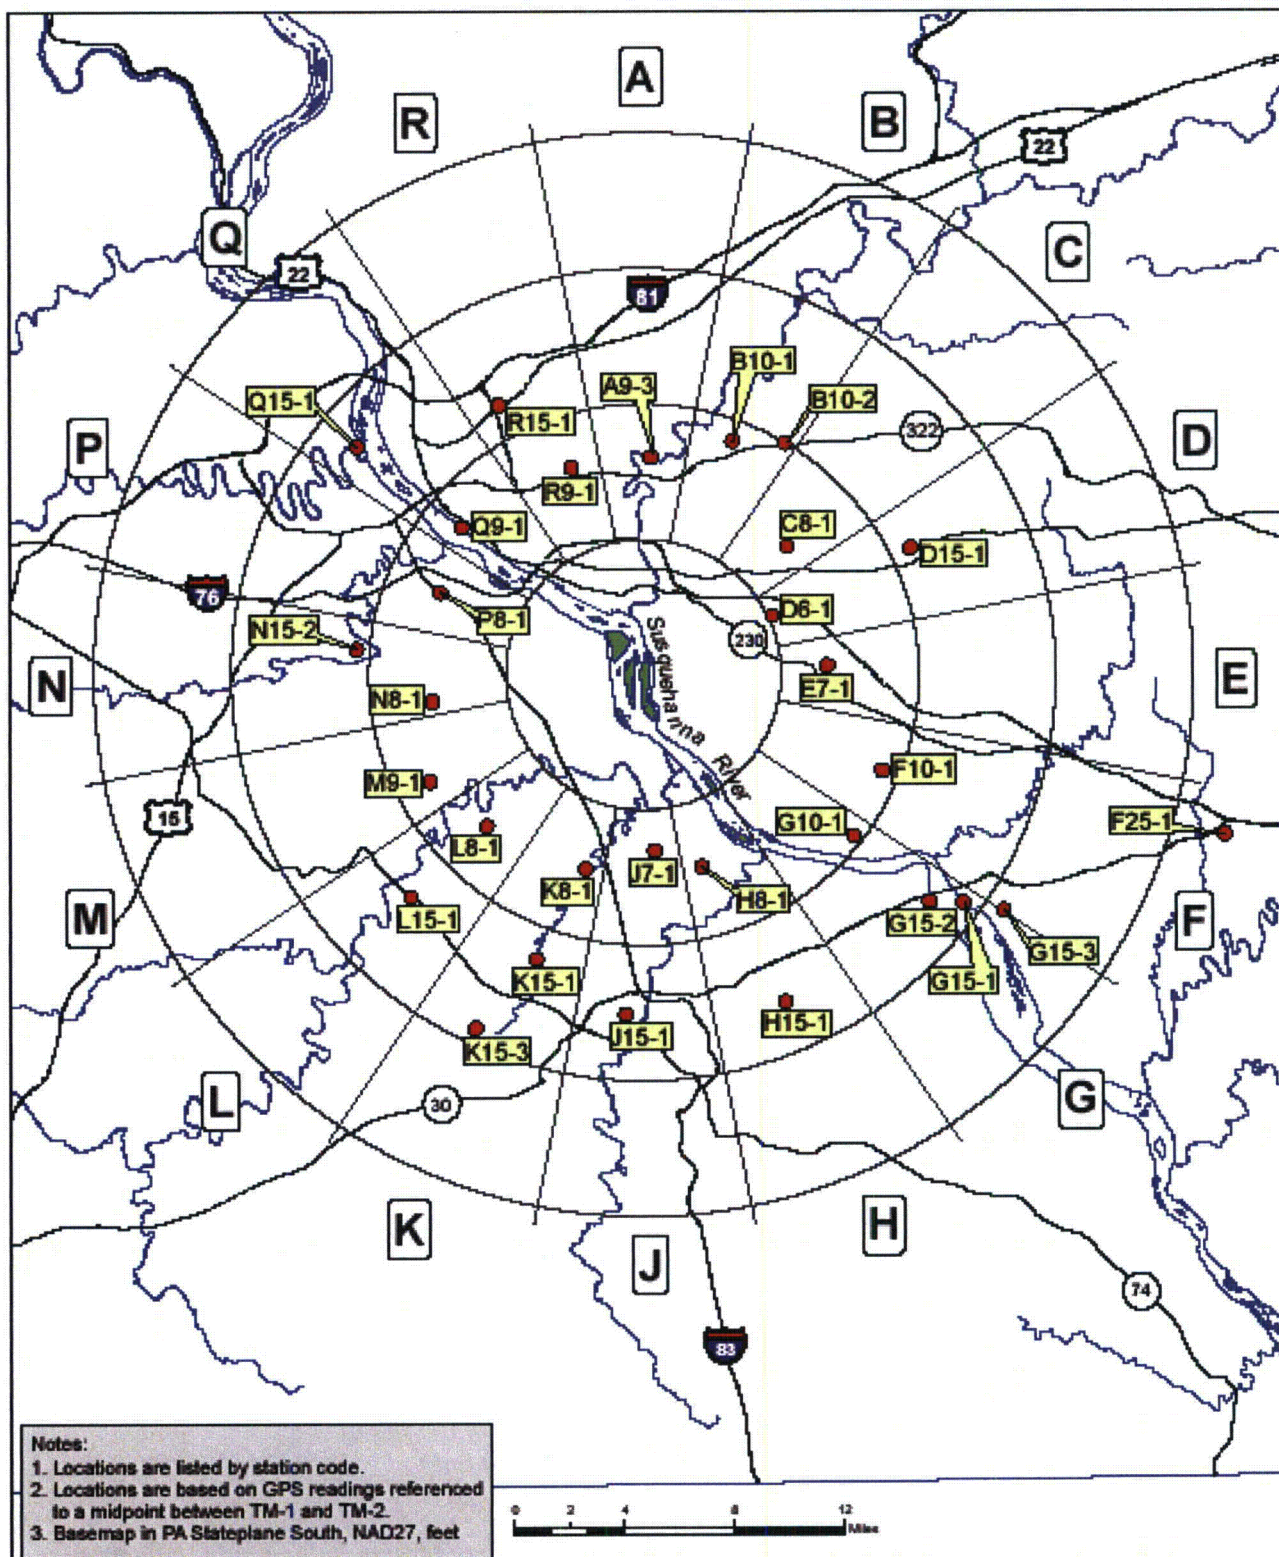 A
R
B
22
Q
C
22
81
B10-1
A9-3
Q15-1
B10-2
R15-1
322
D
P
R9-1
Q9-1
C8-1
D15-1
76
P8-1
D6-1
N15-2
230
Susquehanna River
N
E
N8-1
E7-1
M9-1
F10-1
15
G10-1
F25-1
L8-1
J7-1
K8-1
H8-1
M
L15-1
G15-2
F
G15-3
K15-1
G15-1
H15-1
J15-1
K15-3
L
30
G
K
H
J
74
83
Notes:
1. Locations are listed by station code.
2. Locations are based on GPS readings referenced
to a midpoint between TM-1 and TM-2.
3. Basemap in PA Stateplane South, NAD27, feet
0 2 4 8 12
Miles